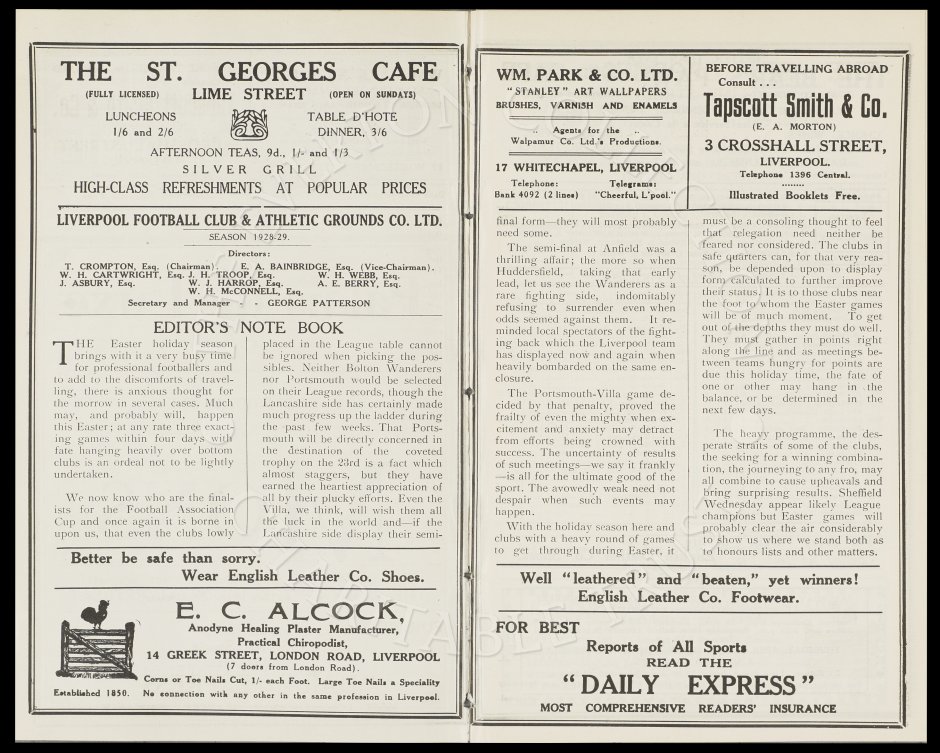 THE ST. GEORGES CAFE
(FULLY LICENSED) LIME STREET (OPEN ON SUNDAYS)
LUNCHEONS
1/6 and 2/6
TABLE D'HOTE
DINNER, 3/6
AFTERNOON TEAS, 9d., 1/- and 1/3
SILVER GRILL
HIGH-CLASS REFRESHMENTS AT POPULAR PRICES
LIVERPOOL FOOTBALL CLUB & ATHLETIC GROUNDS CO. LTD.
SEASON 1928-29.
Directors:
T. CROMPTON, Esq. (Chairman). E. A. BAINBRIDGE, Esq. (Vice-Chairman).
W. H. CARTWRIGHT, Esq. J. H. TROOP, Esq. W. H. WEBB, Esq.
J. ASBURY, Esq. W. J. HARROP, Esq. A. E. BERRY, Esq.
W. H. McCONNELL, Esq.
Secretary and Manager - - GEORGE PATTERSON
EDITOR'S NOTE BOOK
THE Easter holiday season
brings with it a very busy time
for professional footballers and
to add to the discomforts of travel-
ling, there is anxious thought for
the morrow in several cases. Much
may, and probably will, happen
this Easter; at any rate three exact-
ing games within four days with
fate hanging heavily over bottom
clubs is an ordeal not to be lightly
undertaken.
We now know who are the final-
ists for the Football Association
Cup and once again it is borne in
upon us, that even the clubs lowly
placed in the League table cannot
be ignored when picking the pos-
sibles. Neither Bolton Wanderers
nor Portsmouth would be selected
on their League records, though the
Lancashire side has certainly made
much progress up the ladder during
the past few weeks. That Ports-
mouth will be directly concerned in
the destination of the coveted
trophy on the 23rd is a fact which
almost staggers, but they have
earned the heartiest appreciation of
all by their plucky efforts. Even the
Villa, we think, will wish them all
the luck in the world and—if the
Lancashire side display their semi-
Better be safe than sorry.
Wear English Leather Co. Shoes.
E. C. ALCOCK,
Anodyne Healing Plaster Manufacturer,
Practical Chiropodist,
14 GREEK STREET, LONDON ROAD, LIVERPOOL
(7 doors from London Road).
Corns or Toe Nails Cut, 1/- each Foot. Large Toe Nails a Speciality
Established 1850. No connection with any other in the same profession in Liverpool.
WM. PARK & CO. LTD.
"STANLEY" ART WALLPAPERS
BRUSHES, VARNISH AND ENAMELS
.. Agents for the ..
Walpamur Co. Ltd.'s Productions.
17 WHITECHAPEL, LIVERPOOL
Telephone: Telegrams:
Bank 4092 (2 lines) "Cheerful, L'pool."
BEFORE TRAVELLING ABROAD
Consult . . .
Tapscott Smith & Co.
(E. A. MORTON)
3 CROSSHALL STREET,
LIVERPOOL.
Telephone 1396 Central.
........
Illustrated Booklets Free.
final form—they will most probably
need some.
The semi-final at Anfield was a
thrilling affair; the more so when
Huddersfield, taking that early
lead, let us see the Wanderers as a
rare fighting side, indomitably
refusing to surrender even when
odds seemed against them. It re-
minded local spectators of the fight-
ing back which the Liverpool team
has displayed now and again when
heavily bombarded on the same en-
closure.
The Portsmouth-Villa game de-
cided by that penalty, proved the
frailty of even the mighty when ex-
citement and anxiety may detract
from efforts being crowned with
success. The uncertainty of results
of such meetings—we say it frankly
—is all for the ultimate good of the
sport. The avowedly weak need not
despair when such events may
happen.
With the holiday season here and
clubs with a heavy round of games
to get through during Easter, it
must be a consoling thought to feel
that relegation need neither be
feared nor considered. The clubs in
safe quarters can, for that very rea-
son, be depended upon to display
form calculated to further improve
their status. It is to those clubs near
the foot to whom the Easter games
will be of much moment. To get
out of the depths they must do well.
They must gather in points right
along the line and as meetings be-
tween teams hungry for points are
due this holiday time, the fate of
one or other may hang in the
balance, or be determined in the
next few days.
The heavy programme, the des-
perate straits of some of the clubs,
the seeking for a winning combina-
tion, the journeying to any fro, may
all combine to cause upheavals and
bring surprising results. Sheffield
Wednesday appear likely League
champions but Easter games will
probably clear the air considerably
to show us where we stand both as
to honours lists and other matters.
Well "leathered" and "beaten," yet winners!
English Leather Co. Footwear.
FOR BEST
Reports of All Sports
READ THE
"DAILY EXPRESS"
MOST COMPREHENSIVE READERS' INSURANCE